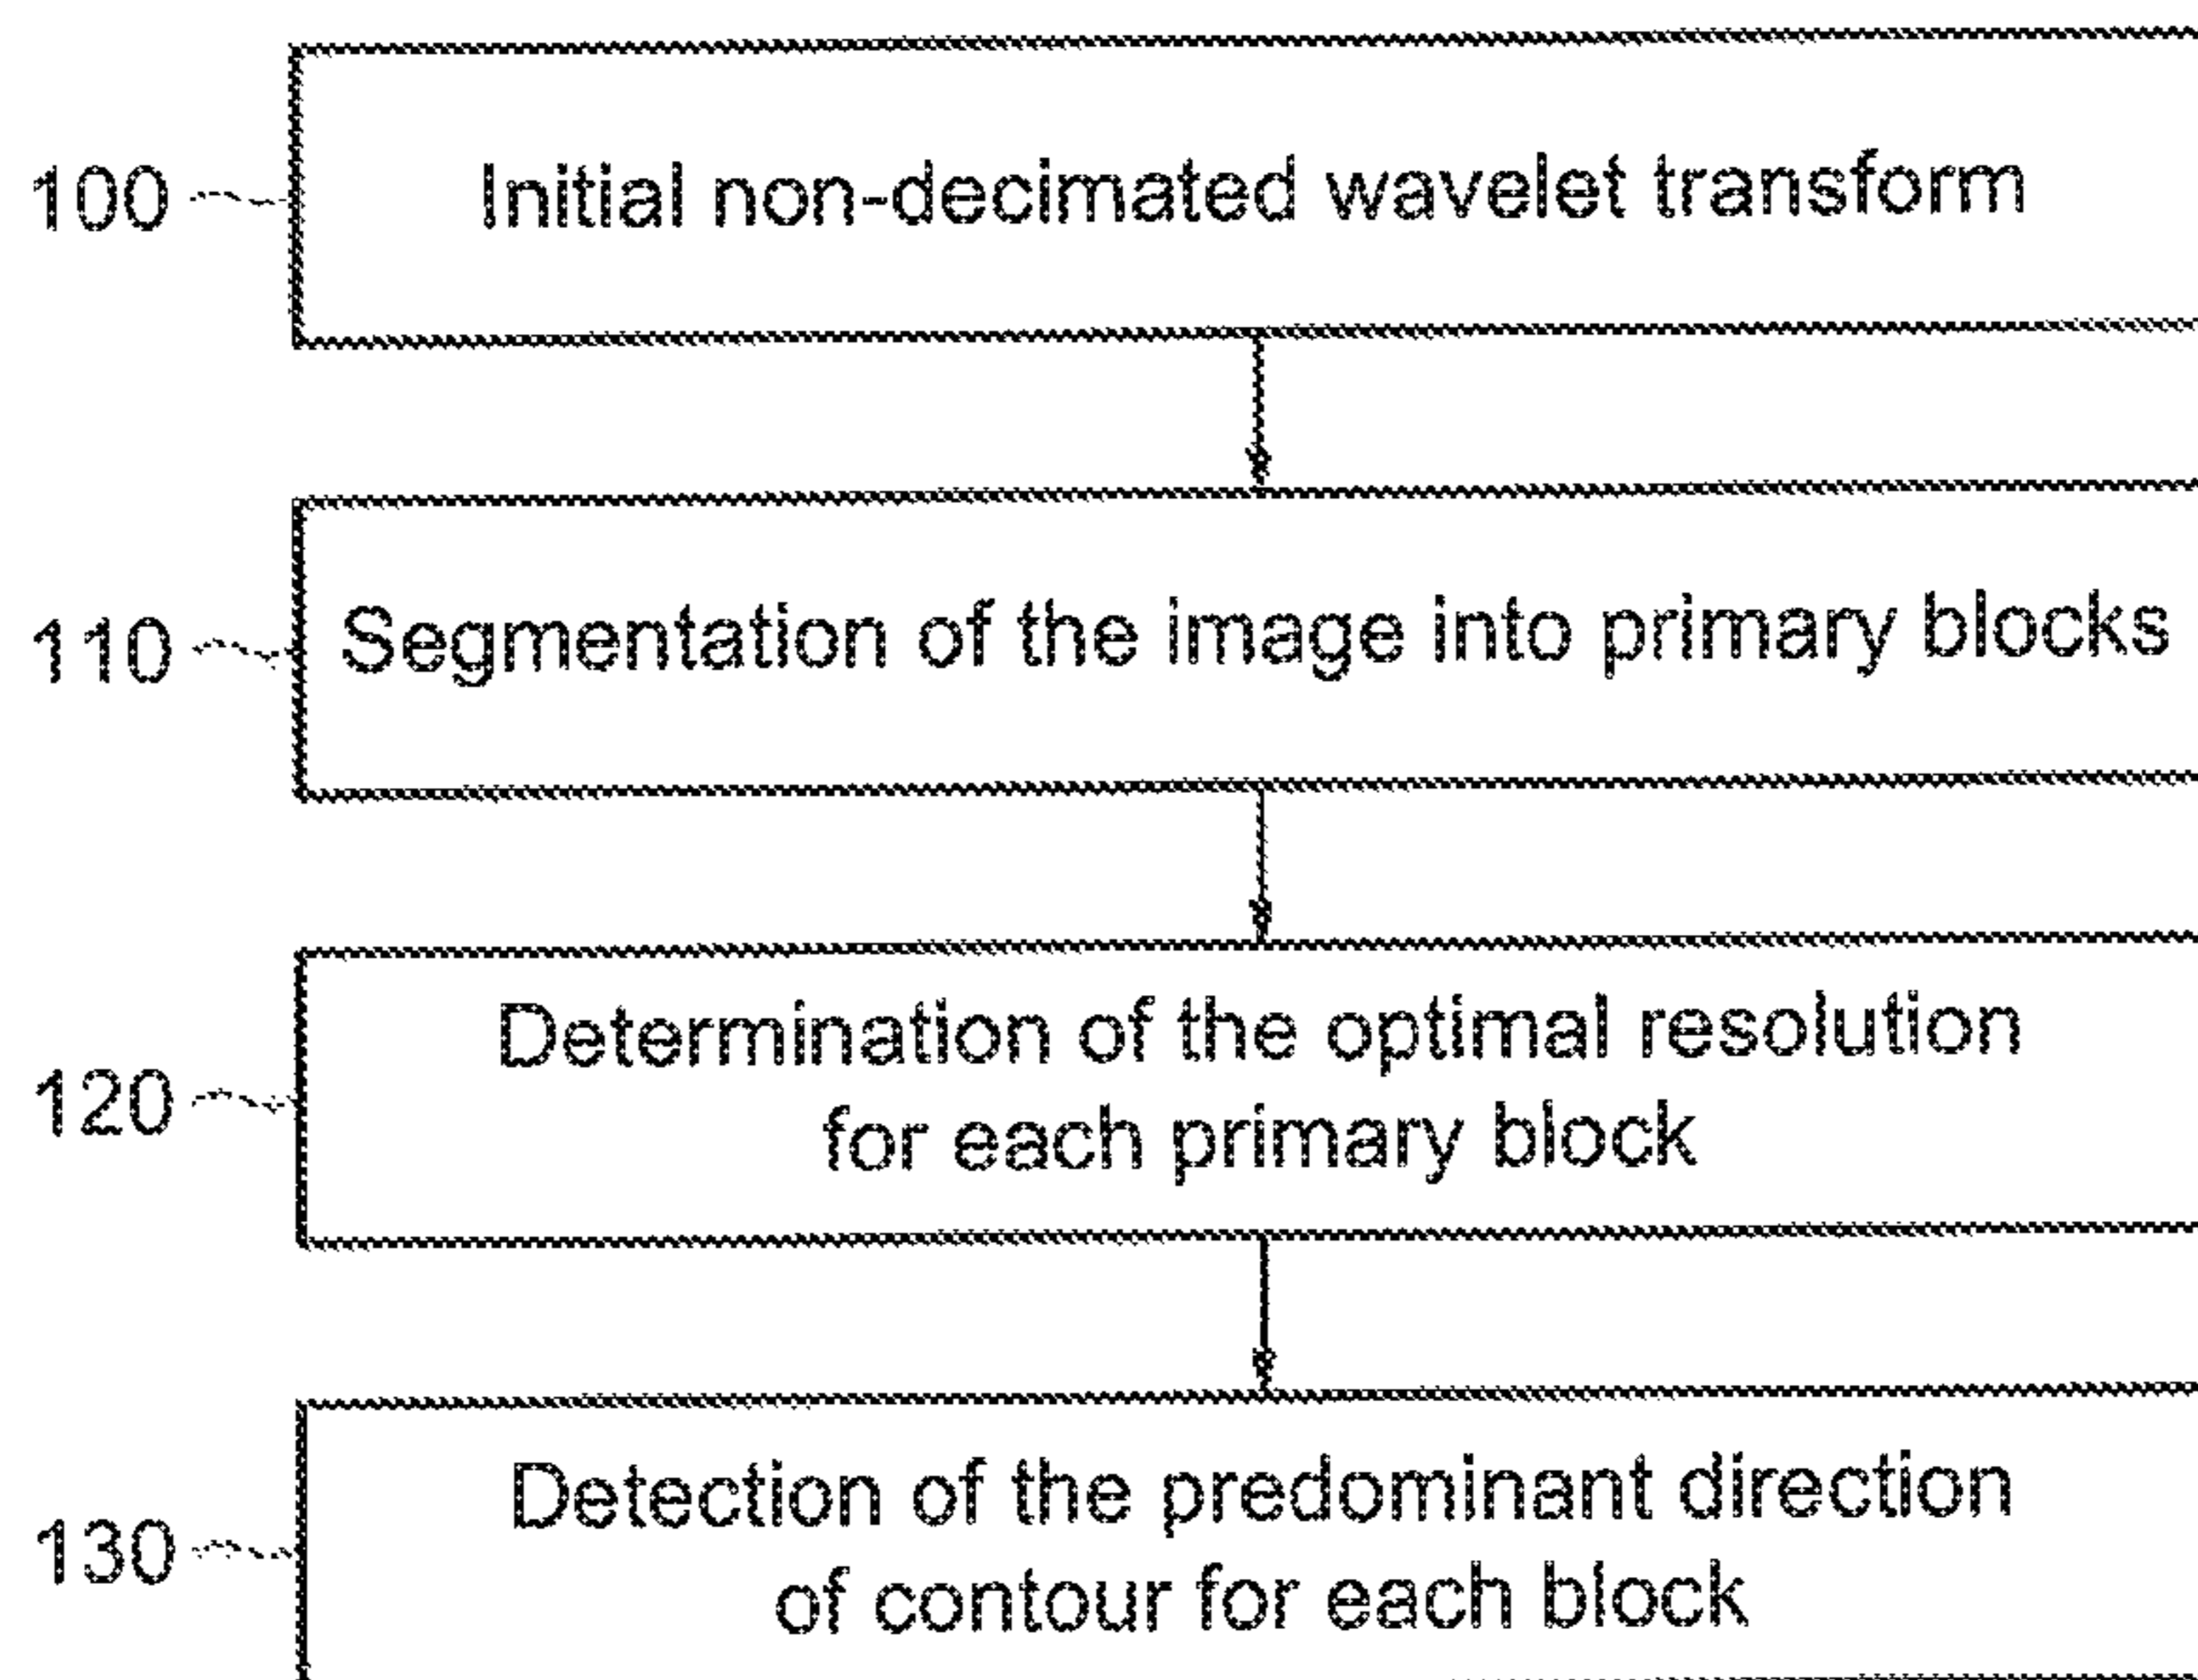 100
Initial non-decimated wavelet transform
110
Segmentation of the image into primary blocks
120
Determination of the optimal resolution
for each primary block
130
Detection of the predominant direction
of contour for each block